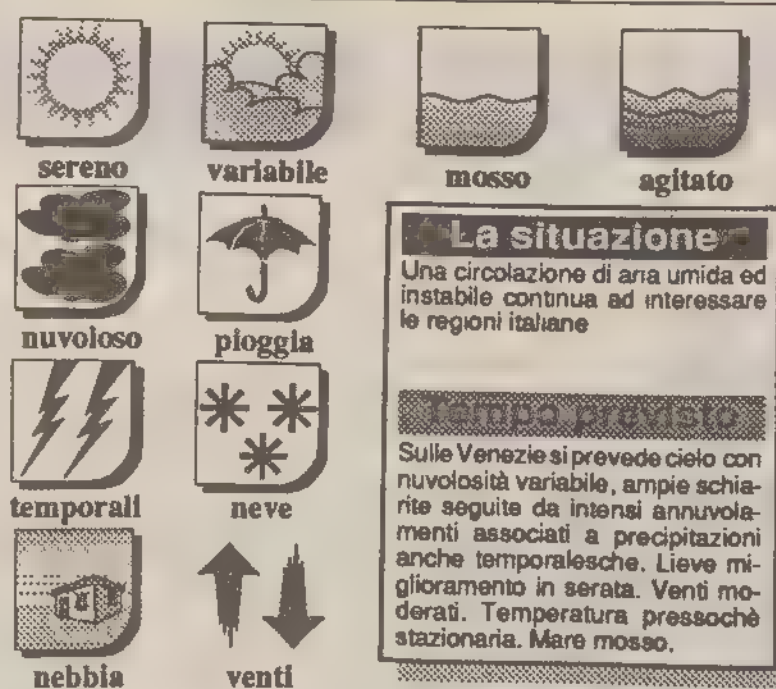 sereno
variabile
mosso
agitato
nuvoloso
pioggia
temporali
neve
nebbia
venti
La situazione
Una circolazione di aria umida ed
instabile continua ad interessare
le regioni italiane
tempo previsto
Sulle Venezie si prevede cielo con
nuvolosità variabile, ampie schia-
rite seguite da intensi annuvola-
menti associati a precipitazioni
anche temporalesche. Lieve mi-
glioramento in serata. Venti mo-
derati. Temperatura pressochè
stazionaria. Mare mosso.